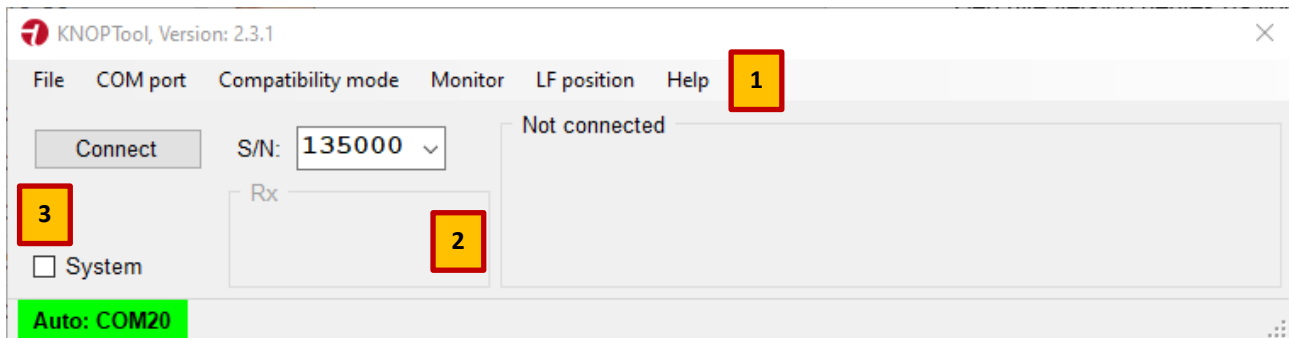 KNOPTool, Version: 2.3.1
File COM port Compatibility mode Monitor LF position Help 1
Connect S/N: 135000 Not connected
Rx
3
2
System
Auto: COM20